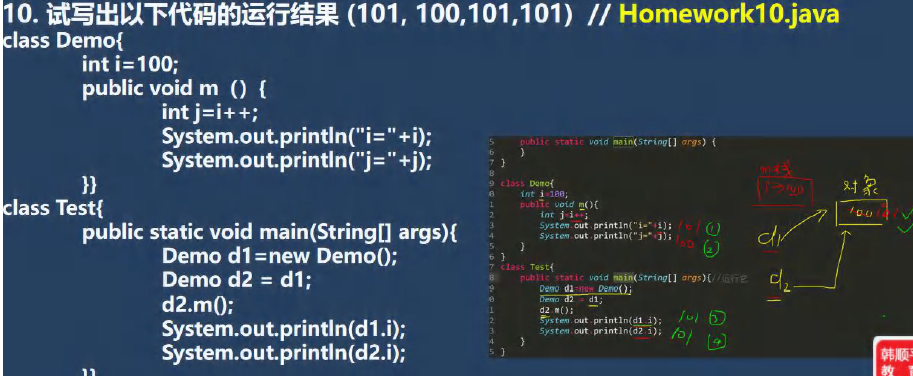 10. 试写出以下代码的运行结果 (101, 100,101,101) // Homework10.java
class Demo{
int i=100;
public void m () {
int j=i++;
System.out.println("i="+i);
System.out.println("j="+j);
}}
class Test{
public static void main(String[] args){
Demo d1=new Demo();
Demo d2 = d1;
d2.m();
System.out.println(d1.i);
System.out.println(d2.i);
}}
5 public static void main(String[] args) {
6 }
7 }
8
9 class Demo{
0 int i=100;
1 public void m(){
2 int j=i++;
3 System.out.println("i="+i); 101 ①
4 System.out.println("j="+j); 100 ②
5 }
6 }
7 class Test{
8 public static void main(String[] args){//运行它
9 Demo d1=new Demo();
0 Demo d2 = d1;
1 d2.m();
2 System.out.println(d1.i); 101 ③
3 System.out.println(d2.i); 101 ④
4 }
5 }
对象
d1
d2
韩顺平
教